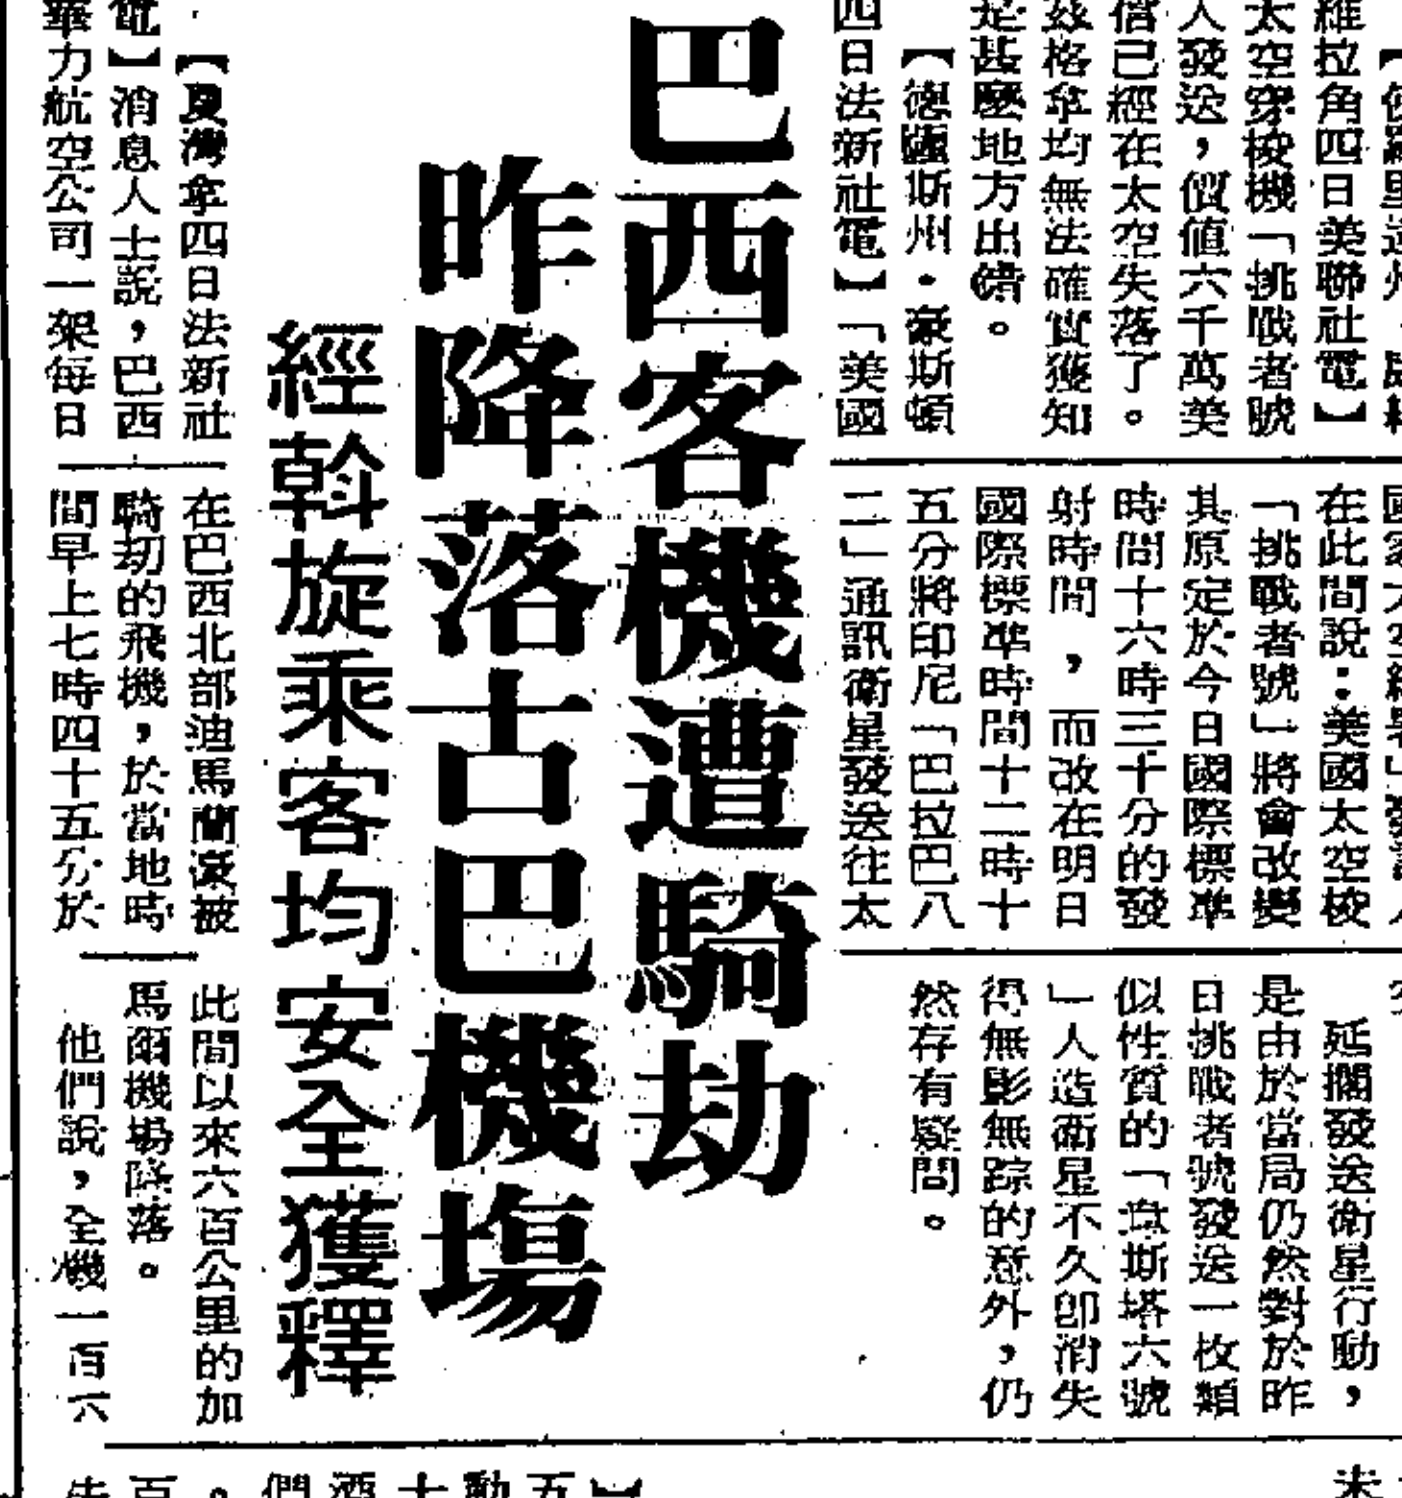 維拉角四日美聯社電】
太空穿梭機「挑戰者號
人發送，價值六千萬美
信已經在太空失落了。
茲格拿均無法確實獲知
是甚麼地方出錯。
【德薩斯州・豪斯頓
四日法新社電】「美國
在此間說：美國太空梭
「挑戰者號」將會改變
其原定於今日國際標準
時間十六時三十分的發
射時間，而改在明日
國際標準時間十二時十
五分將印尼「巴拉巴八
二」通訊衛星發送往太
延擱發送衛星行動，
是由於當局仍然對於昨
日挑戰者號發送一枚類
似性質的「韋斯塔六號
」人造衛星不久卽消失
得無影無踪的意外，仍
然存有疑問。
巴西客機遭騎劫
昨降落古巴機塲
經斡旋乘客均安全獲釋
【夏灣拿四日法新社
電】消息人士說，巴西
華力航空公司一架每日
在巴西北部迪馬蘭濠被
騎刧的飛機，於當地時
間早上七時四十五分於
此間以來六百公里的加
馬爾機塲降落。
他們說，全機一百六